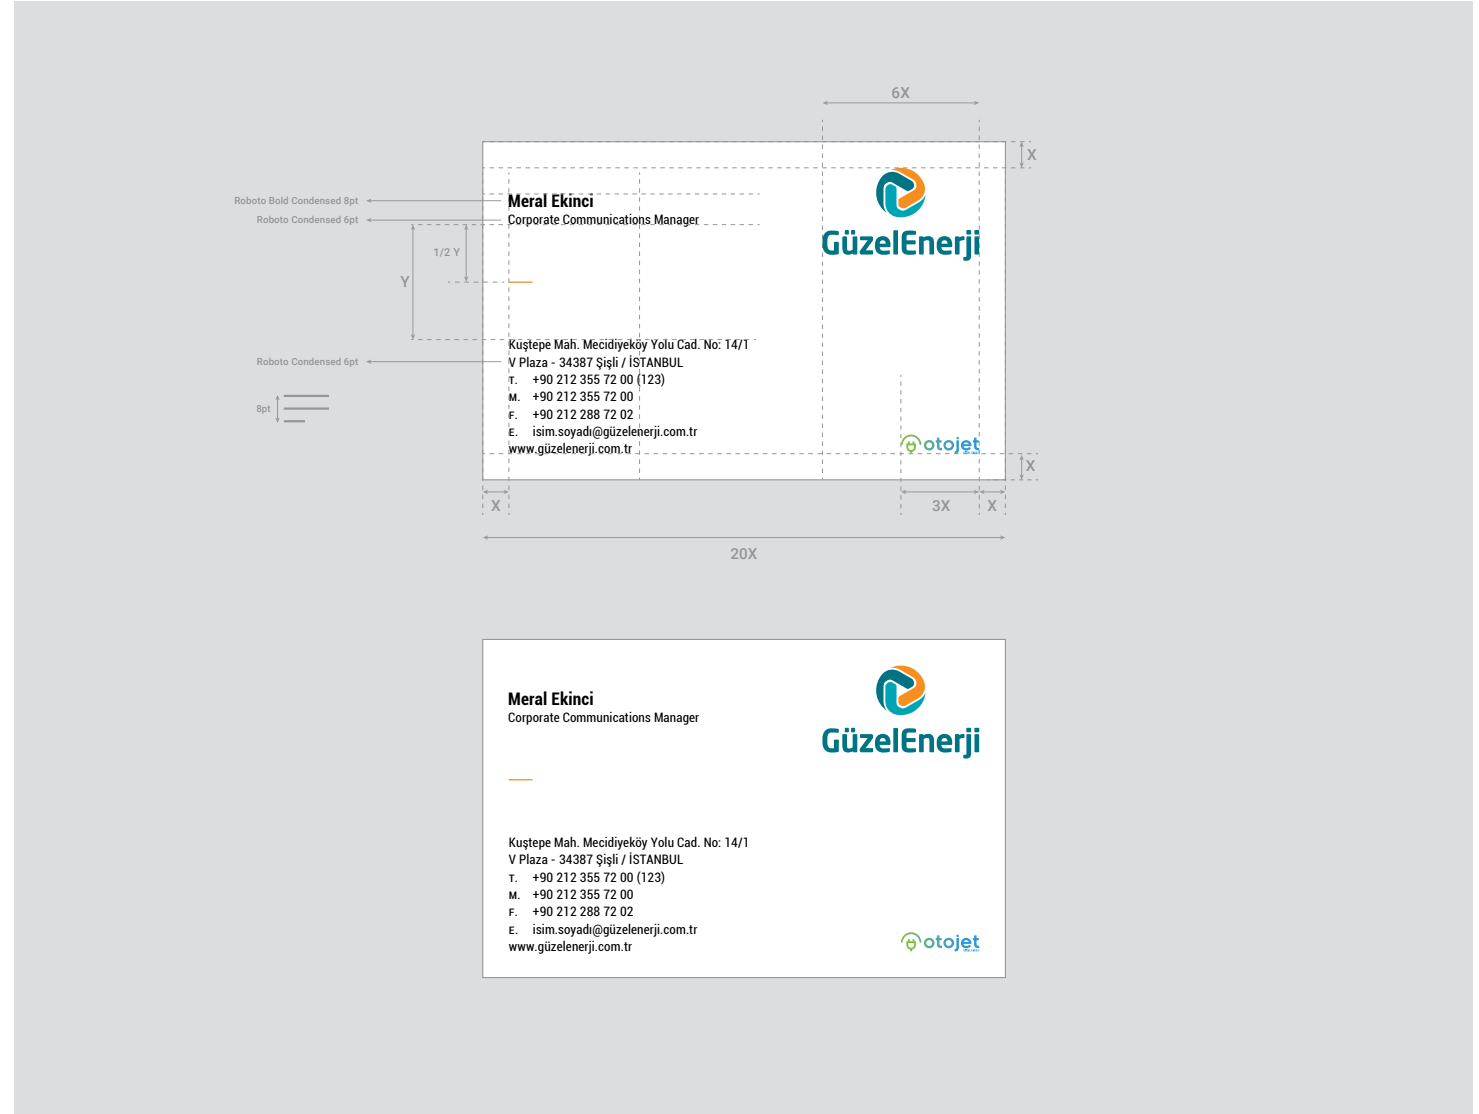 6X
X
Roboto Bold Condensed 8pt
Meral Ekinci
Roboto Condensed 6pt
Corporate Communications Manager
GüzelEnerji
1/2 Y
Y
Kuştepe Mah. Mecidiyeköy Yolu Cad. No: 14/1
Roboto Condensed 6pt
V Plaza - 34387 Şişli / İSTANBUL
T. +90 212 355 72 00 (123)
M. +90 212 355 72 00
8pt
F. +90 212 288 72 02
E. isim.soyadı@güzelenerji.com.tr
www.güzelenerji.com.tr
otojet
X
X
3X
X
20X
Meral Ekinci
Corporate Communications Manager
GüzelEnerji
Kuştepe Mah. Mecidiyeköy Yolu Cad. No: 14/1
V Plaza - 34387 Şişli / İSTANBUL
T. +90 212 355 72 00 (123)
M. +90 212 355 72 00
F. +90 212 288 72 02
E. isim.soyadı@güzelenerji.com.tr
www.güzelenerji.com.tr
otojet